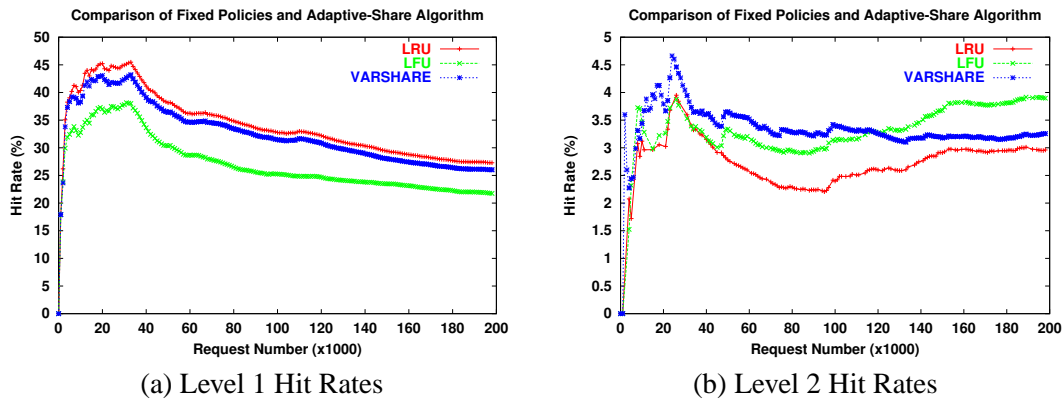 Comparison of Fixed Policies and Adaptive-Share Algorithm
50
45
40
35
30
25
20
15
10
5
0
Hit Rate (%)
LRU
LFU
VARSHARE
0 20 40 60 80 100 120 140 160 180 200
Request Number (x1000)
(a) Level 1 Hit Rates
Comparison of Fixed Policies and Adaptive-Share Algorithm
5
4.5
4
3.5
3
2.5
2
1.5
1
0.5
0
Hit Rate (%)
LRU
LFU
VARSHARE
0 20 40 60 80 100 120 140 160 180 200
Request Number (x1000)
(b) Level 2 Hit Rates